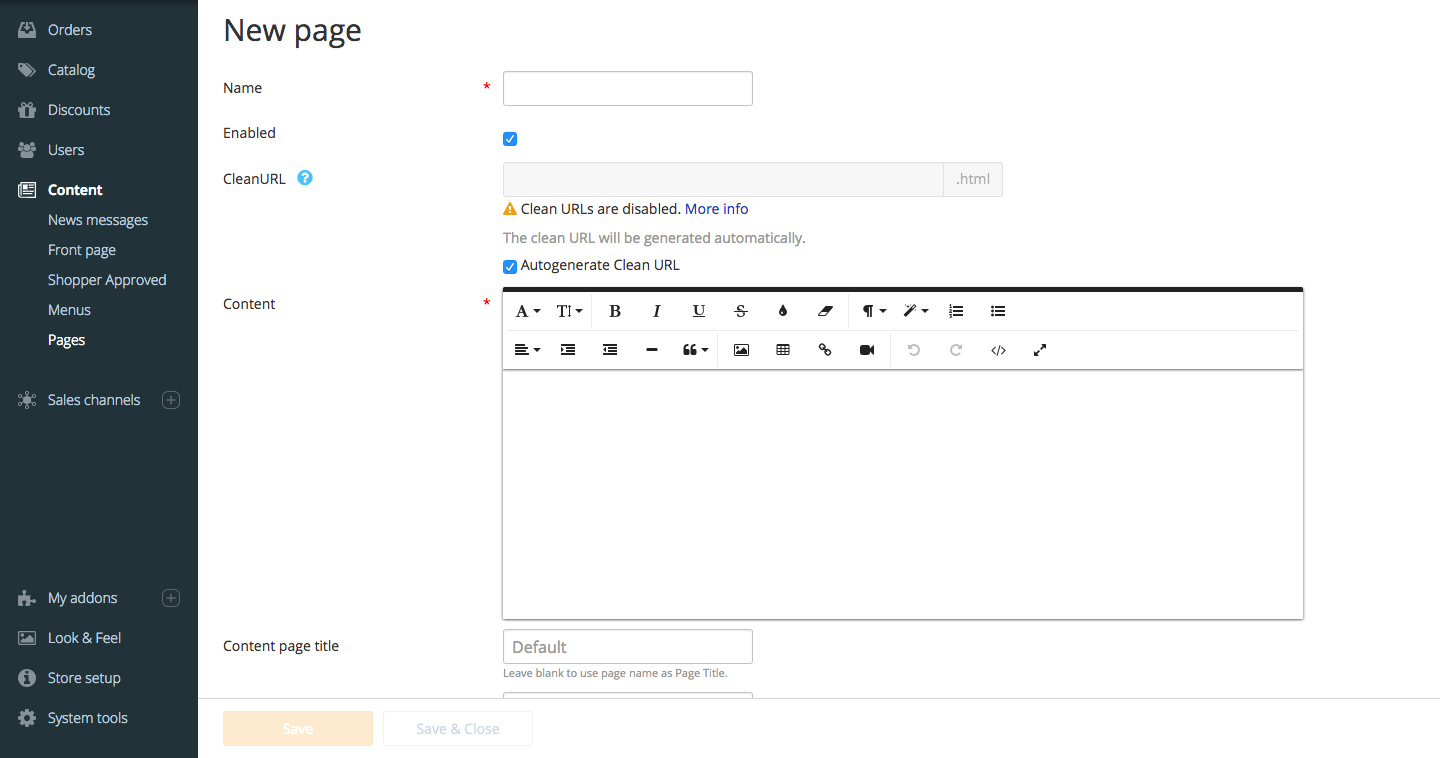 Orders
Catalog
Discounts
Users
Content
News messages
Front page
Shopper Approved
Menus
Pages
Sales channels
My addons
Look & Feel
Store setup
System tools
New page
Name *
Enabled
CleanURL ?
.html
Clean URLs are disabled. More info
The clean URL will be generated automatically.
Autogenerate Clean URL
Content *
A TI B I U S ¶
Content page title
Default
Leave blank to use page name as Page Title.
Save Save & Close